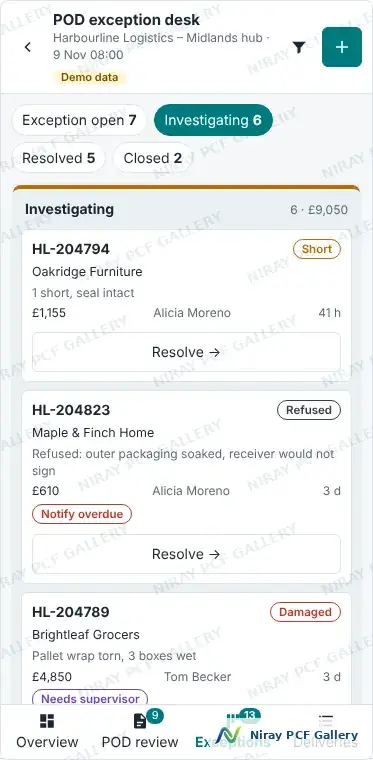 POD exception desk
Harbourline Logistics – Midlands hub ·
9 Nov 08:00
Demo data
Exception open 7
Investigating 6
Resolved 5
Closed 2
Investigating
6 · £9,050
HL-204794
Short
Oakridge Furniture
1 short, seal intact
£1,155
Alicia Moreno
41 h
Resolve →
HL-204823
Refused
Maple & Finch Home
Refused: outer packaging soaked, receiver would not
sign
£610
Alicia Moreno
3 d
Notify overdue
Resolve →
HL-204789
Damaged
Brightleaf Grocers
Pallet wrap torn, 3 boxes wet
£4,850
Tom Becker
3 d
Needs supervisor
Overview
9
POD review
13
Exceptions
Deliveries
Niray PCF Gallery
NIRAY PCF GALLERY